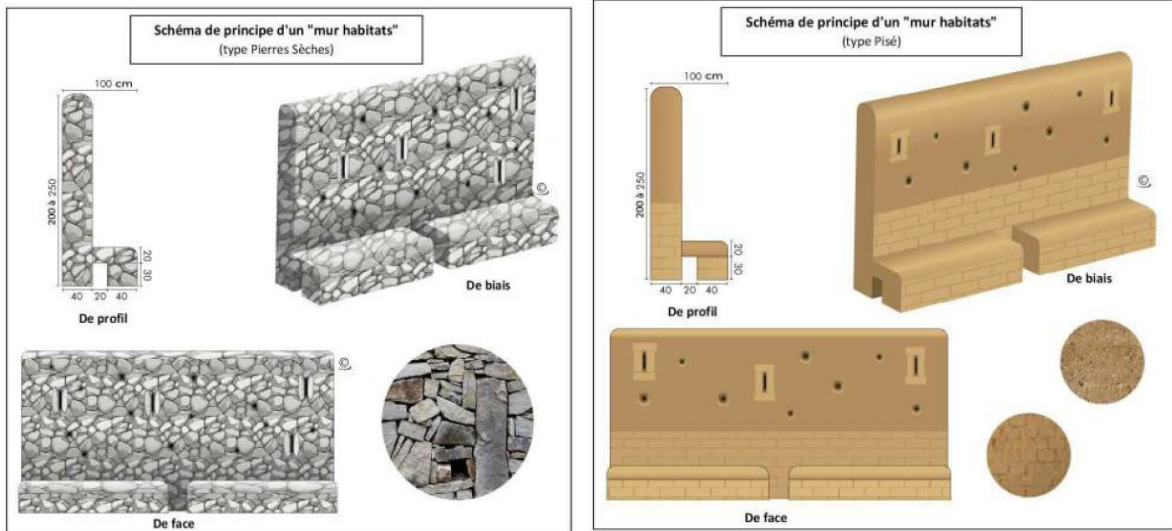 Schéma de principe d'un "mur habitats"
(type Pierres Sèches)
100 cm
200 à 250
20
30
40 20 40
De profil
©
De biais
©
De face
Schéma de principe d'un "mur habitats"
(type Pisé)
100 cm
200 à 250
20
30
40 20 40
De profil
©
De biais
De face